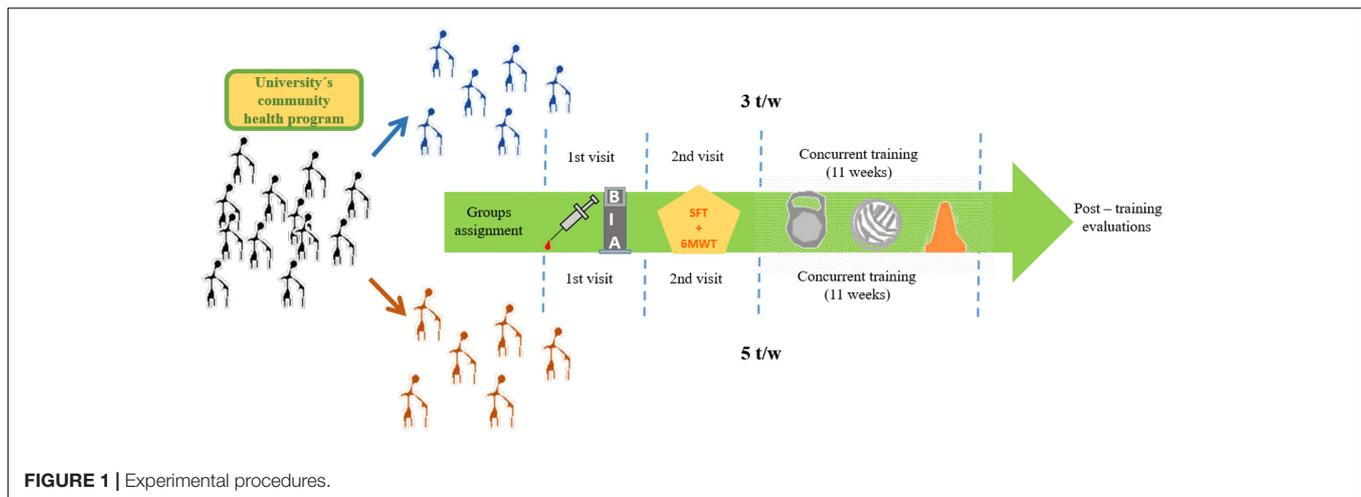 University´s
community
health program
3 t/w
1st visit
2nd visit
Concurrent training
(11 weeks)
Groups
assignment
B
I
A
SFT
+
6MWT
Post – training
evaluations
1st visit
2nd visit
Concurrent training
(11 weeks)
5 t/w
FIGURE 1 | Experimental procedures.